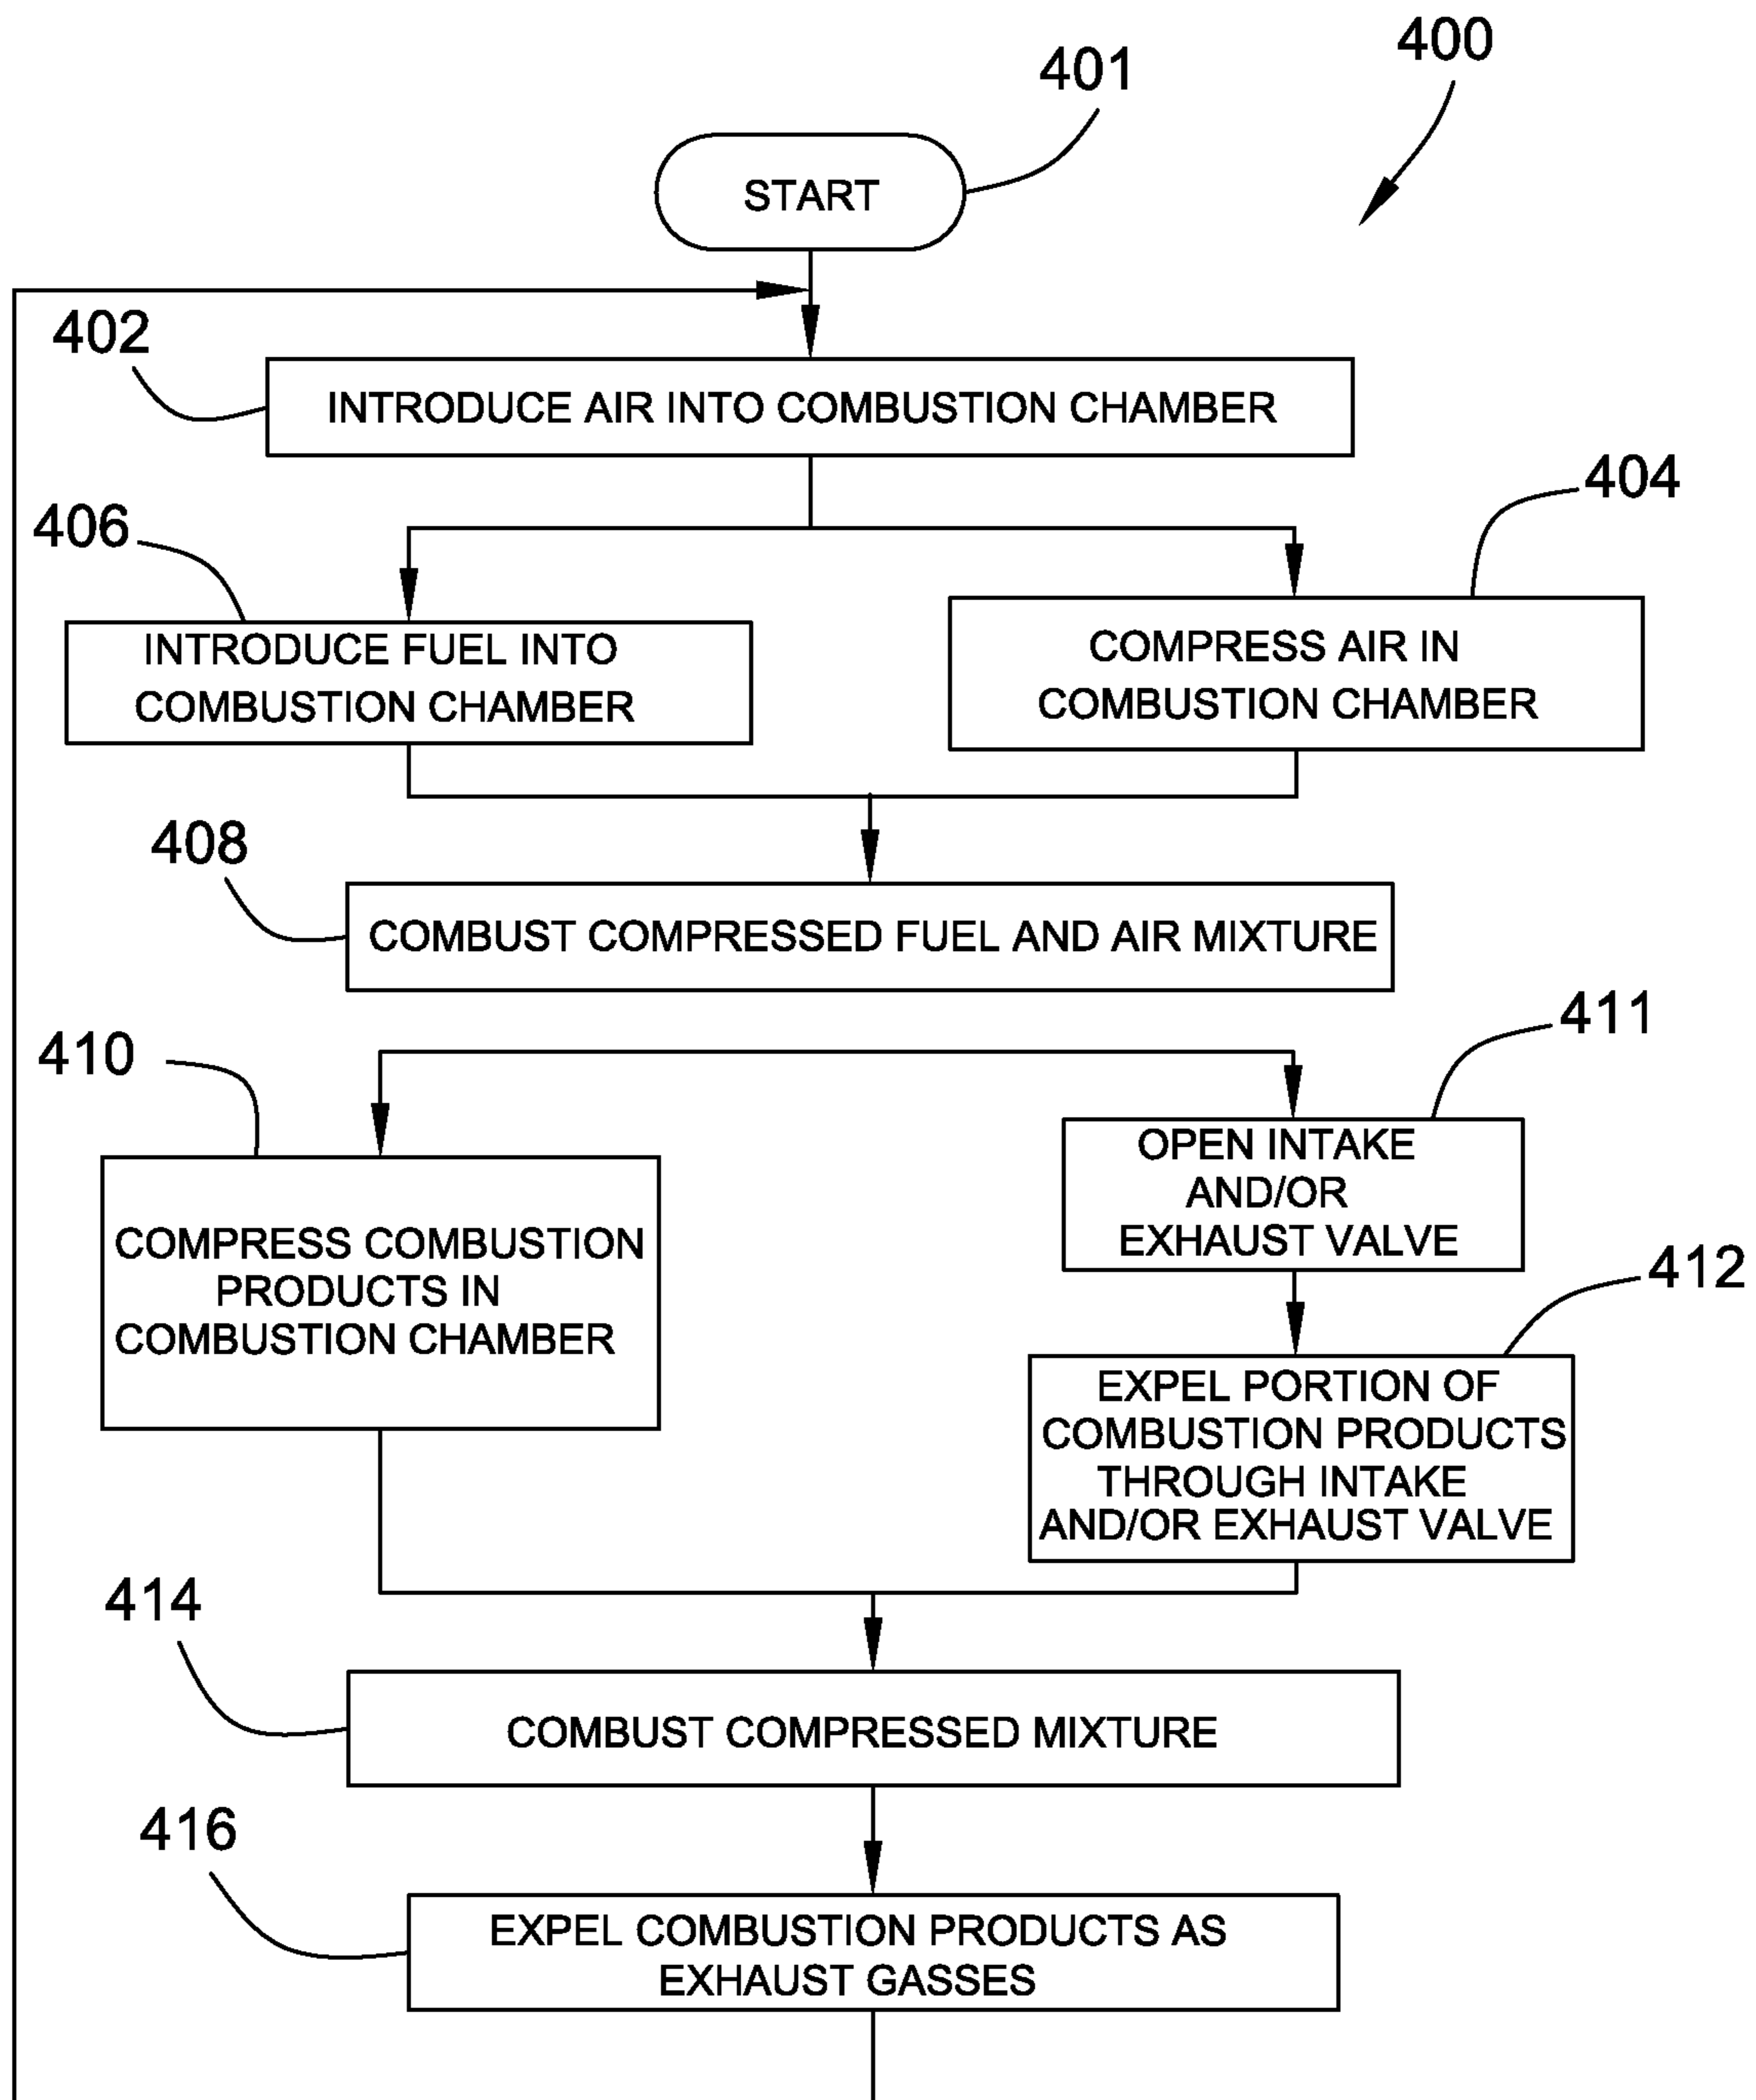 400
401
START
402
INTRODUCE AIR INTO COMBUSTION CHAMBER
404
406
INTRODUCE FUEL INTO
COMBUSTION CHAMBER
COMPRESS AIR IN
COMBUSTION CHAMBER
408
COMBUST COMPRESSED FUEL AND AIR MIXTURE
410
411
COMPRESS COMBUSTION
PRODUCTS IN
COMBUSTION CHAMBER
OPEN INTAKE
AND/OR
EXHAUST VALVE
412
EXPEL PORTION OF
COMBUSTION PRODUCTS
THROUGH INTAKE
AND/OR EXHAUST VALVE
414
COMBUST COMPRESSED MIXTURE
416
EXPEL COMBUSTION PRODUCTS AS
EXHAUST GASSES